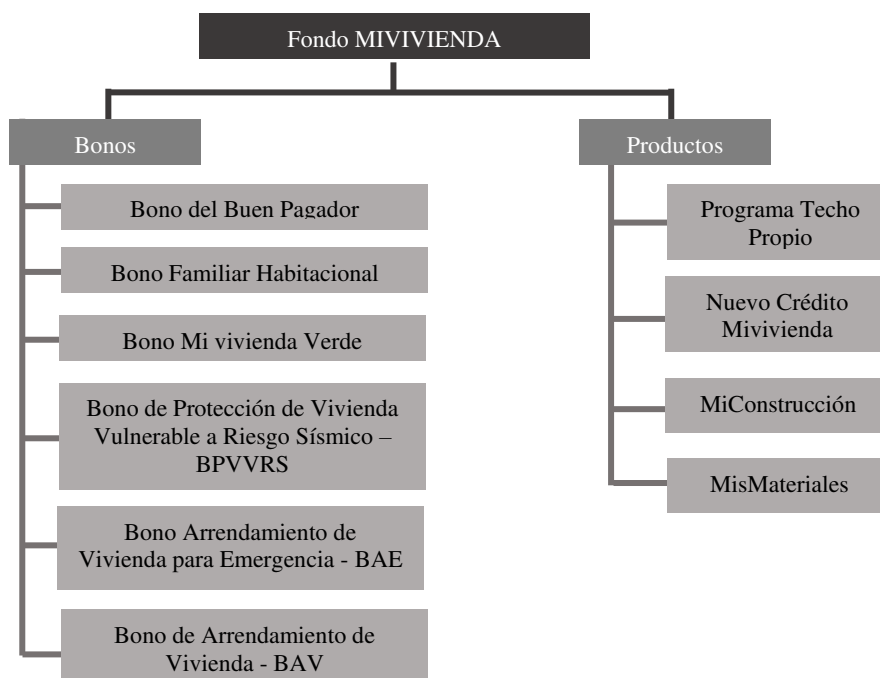 Fondo MIVIVIENDA
Bonos
Bono del Buen Pagador
Bono Familiar Habitacional
Bono Mi vivienda Verde
Bono de Protección de Vivienda
Vulnerable a Riesgo Sísmico –
BPVVRS
Bono Arrendamiento de
Vivienda para Emergencia - BAE
Bono de Arrendamiento de
Vivienda - BAV
Productos
Programa Techo
Propio
Nuevo Crédito
Mivivienda
MiConstrucción
MisMateriales